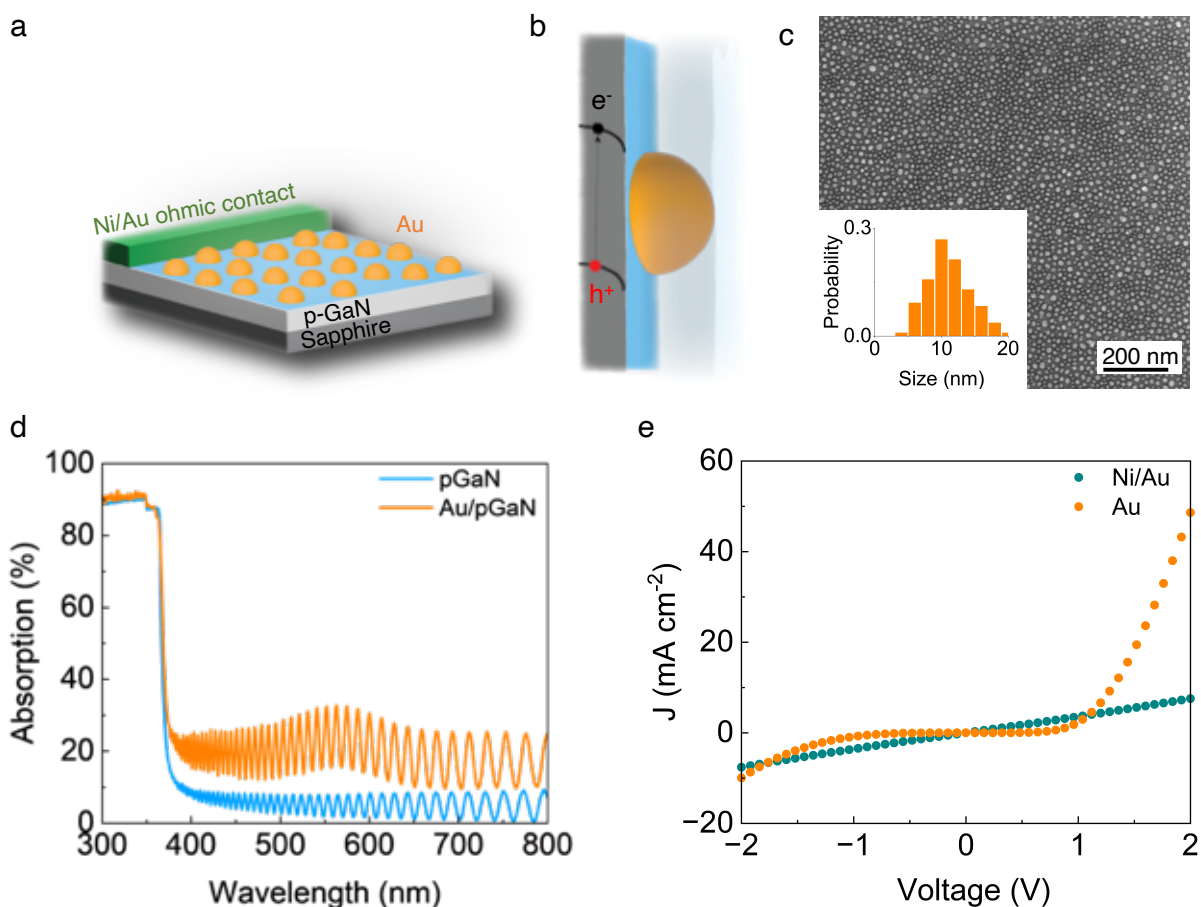 a
Ni/Au ohmic contact
Au
p-GaN
Sapphire
b
e-
h+
c
0.3
Probability
0.0
0
10
20
Size (nm)
200 nm
d
100
80
60
40
20
0
Absorption (%)
pGaN
Au/pGaN
300
400
500
600
700
800
Wavelength (nm)
e
60
40
20
0
−20
J (mA cm-2)
Ni/Au
Au
−2
−1
0
1
2
Voltage (V)